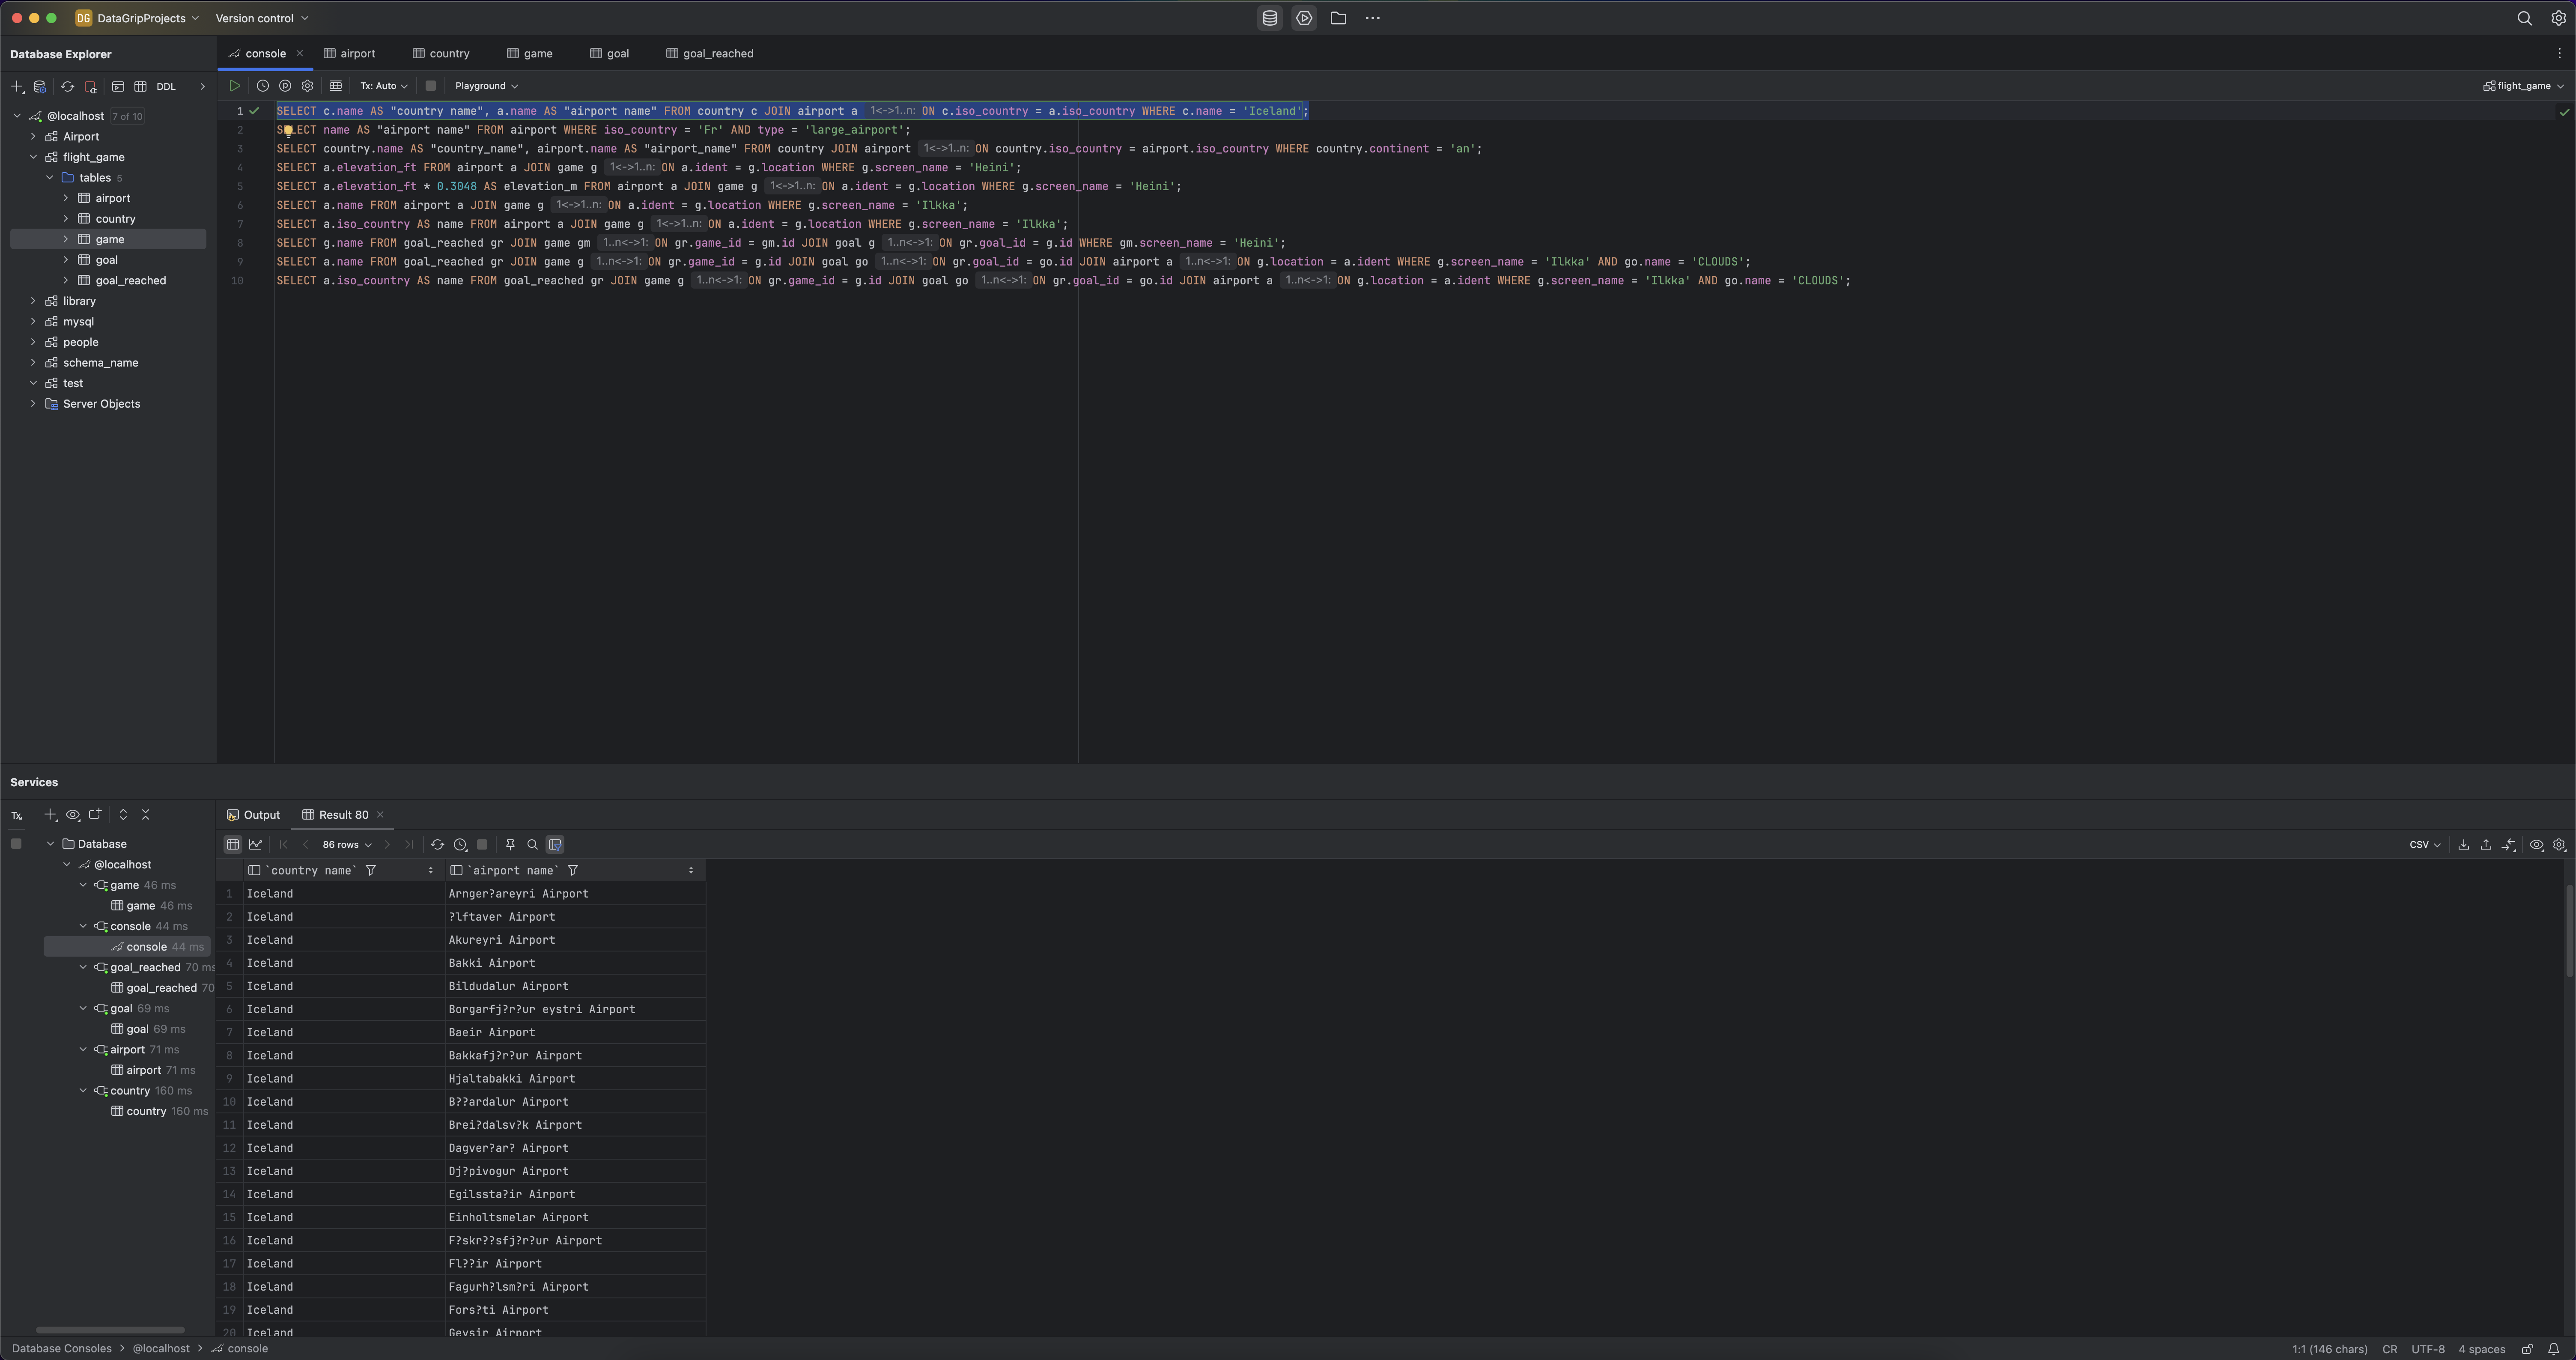 DG DataGripProjects Version control
Database Explorer
console airport country game goal goal_reached
DDL Tx: Auto Playground flight_game
@localhost 7 of 10
Airport
flight_game
tables 5
airport
country
game
goal
goal_reached
library
mysql
people
schema_name
test
Server Objects
1 SELECT c.name AS "country name", a.name AS "airport name" FROM country c JOIN airport a 1<->1..n: ON c.iso_country = a.iso_country WHERE c.name = 'Iceland';
2 SELECT name AS "airport name" FROM airport WHERE iso_country = 'Fr' AND type = 'large_airport';
3 SELECT country.name AS "country_name", airport.name AS "airport_name" FROM country JOIN airport 1<->1..n: ON country.iso_country = airport.iso_country WHERE country.continent = 'an';
4 SELECT a.elevation_ft FROM airport a JOIN game g 1<->1..n: ON a.ident = g.location WHERE g.screen_name = 'Heini';
5 SELECT a.elevation_ft * 0.3048 AS elevation_m FROM airport a JOIN game g 1<->1..n: ON a.ident = g.location WHERE g.screen_name = 'Heini';
6 SELECT a.name FROM airport a JOIN game g 1<->1..n: ON a.ident = g.location WHERE g.screen_name = 'Ilkka';
7 SELECT a.iso_country AS name FROM airport a JOIN game g 1<->1..n: ON a.ident = g.location WHERE g.screen_name = 'Ilkka';
8 SELECT g.name FROM goal_reached gr JOIN game gm 1..n<->1: ON gr.game_id = gm.id JOIN goal g 1..n<->1: ON gr.goal_id = g.id WHERE gm.screen_name = 'Heini';
9 SELECT a.name FROM goal_reached gr JOIN game g 1..n<->1: ON gr.game_id = g.id JOIN goal go 1..n<->1: ON gr.goal_id = go.id JOIN airport a 1..n<->1: ON g.location = a.ident WHERE g.screen_name = 'Ilkka' AND go.name = 'CLOUDS';
10 SELECT a.iso_country AS name FROM goal_reached gr JOIN game g 1..n<->1: ON gr.game_id = g.id JOIN goal go 1..n<->1: ON gr.goal_id = go.id JOIN airport a 1..n<->1: ON g.location = a.ident WHERE g.screen_name = 'Ilkka' AND go.name = 'CLOUDS';
Services
Tx
Database
@localhost
game 46 ms
game 46 ms
console 44 ms
console 44 ms
goal_reached 70 ms
goal_reached 70
goal 69 ms
goal 69 ms
airport 71 ms
airport 71 ms
country 160 ms
country 160 ms
Output Result 80
86 rows CSV
`country name` `airport name`
1 Iceland Arnger?areyri Airport
2 Iceland ?lftaver Airport
3 Iceland Akureyri Airport
4 Iceland Bakki Airport
5 Iceland Bildudalur Airport
6 Iceland Borgarfj?r?ur eystri Airport
7 Iceland Baeir Airport
8 Iceland Bakkafj?r?ur Airport
9 Iceland Hjaltabakki Airport
10 Iceland B??ardalur Airport
11 Iceland Brei?dalsv?k Airport
12 Iceland Dagver?ar? Airport
13 Iceland Dj?pivogur Airport
14 Iceland Egilssta?ir Airport
15 Iceland Einholtsmelar Airport
16 Iceland F?skr??sfj?r?ur Airport
17 Iceland Fl??ir Airport
18 Iceland Fagurh?lsm?ri Airport
19 Iceland Fors?ti Airport
20 Iceland Geysir Airport
Database Consoles @localhost console 1:1 (146 chars) CR UTF-8 4 spaces